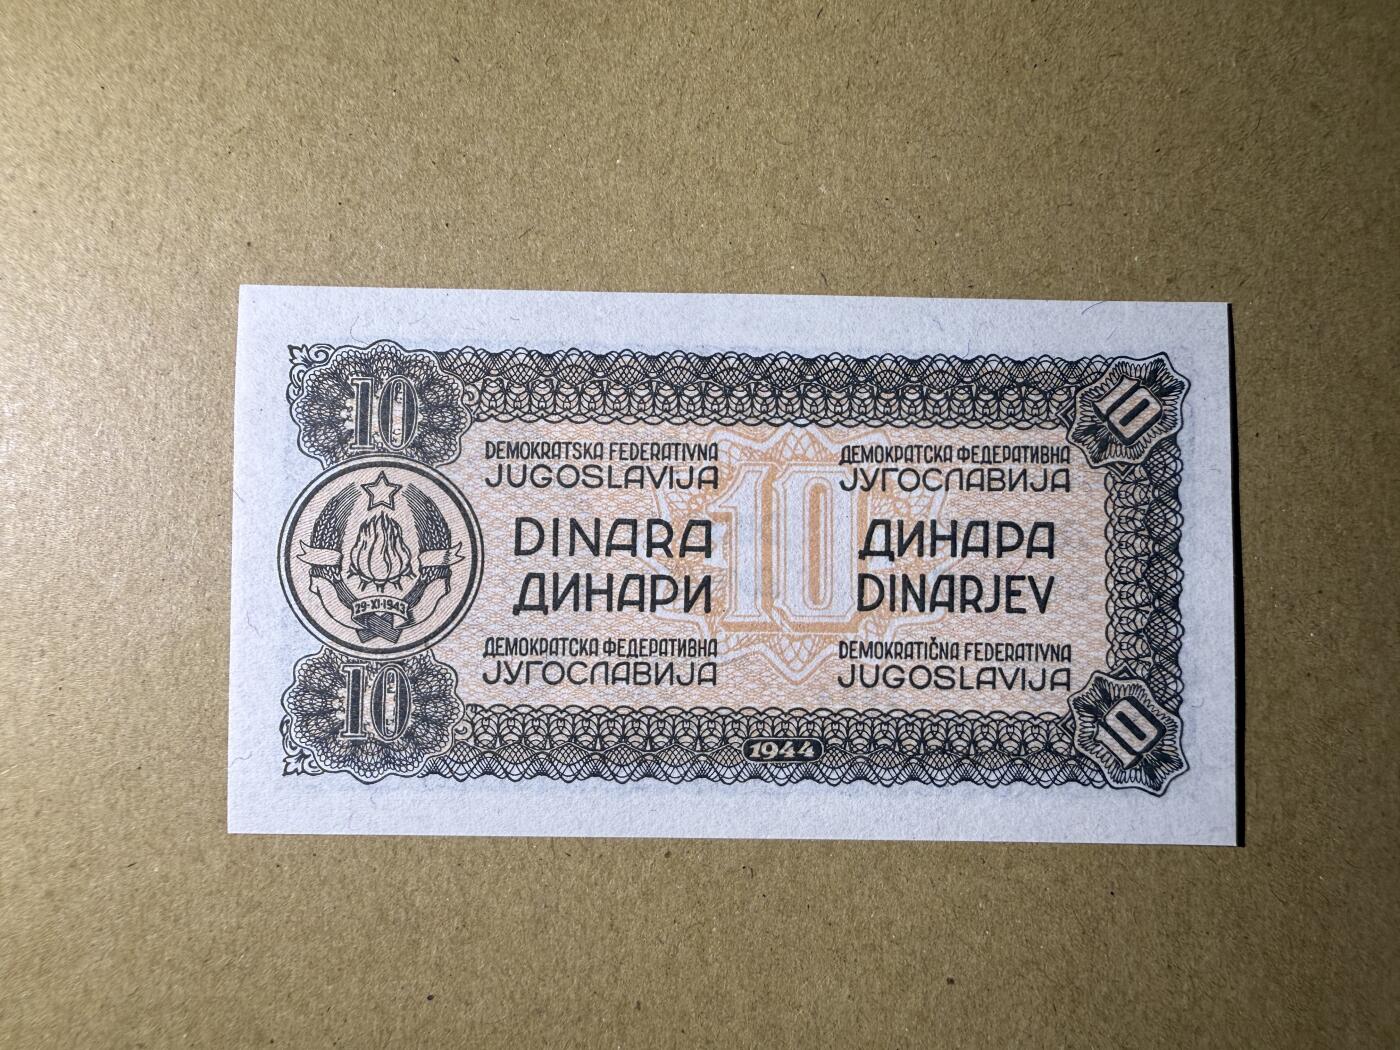 10
10
DEMOKRATSKA FEDERATIVNA
JUGOSLAVIJA
ДЕМОКРАТСКА ФЕДЕРАТИВНА
ЈУГОСЛАВИЈА
10
DINARA
ДИНАРА
ДИНАРИ
DINARJEV
29·XI·1943
ДЕМОКРАТСКА ФЕДЕРАТИВНА
ЈУГОСЛАВИЈА
DEMOKRATIČNA FEDERATIVNA
JUGOSLAVIJA
10
10
1944